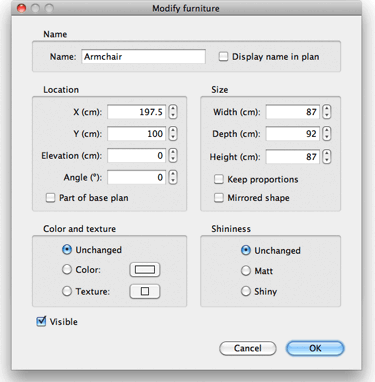 Modify furniture
Name
Name: Armchair Display name in plan
Location
X (cm): 197.5
Y (cm): 100
Elevation (cm): 0
Angle (°): 0
Part of base plan
Size
Width (cm): 87
Depth (cm): 92
Height (cm): 87
Keep proportions
Mirrored shape
Color and texture
Unchanged
Color:
Texture:
Shininess
Unchanged
Matt
Shiny
Visible
Cancel OK